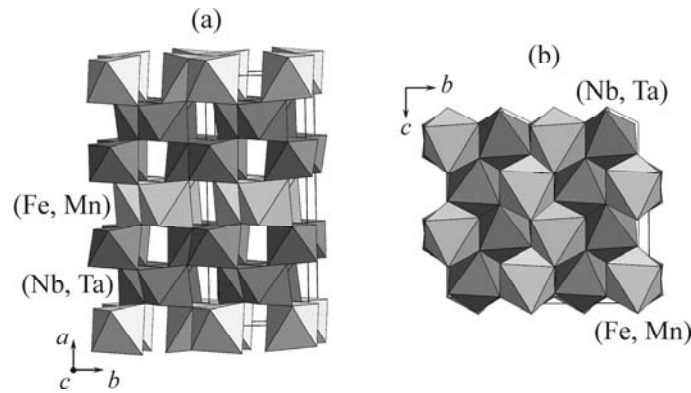 (a)
(Fe, Mn)
(Nb, Ta)
a
c
b
(b)
b
c
(Nb, Ta)
(Fe, Mn)